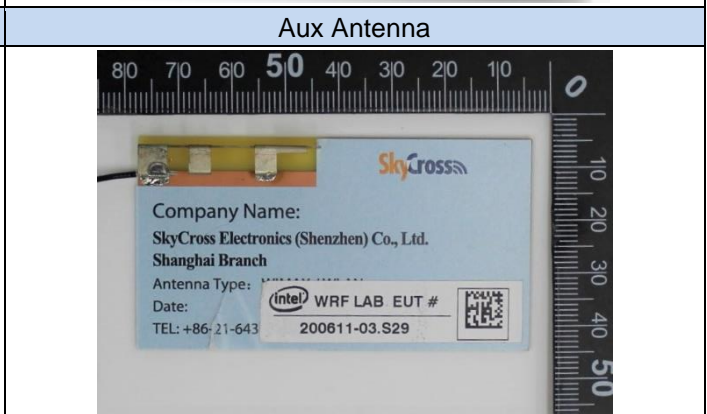 Aux Antenna
80 70 60 50 40 30 20 10 0
10
20
30
40
50
SkyCross
Company Name:
SkyCross Electronics (Shenzhen) Co., Ltd.
Shanghai Branch
Antenna Type:
Date:
TEL: +86-21-643
intel WRF LAB EUT #
200611-03.S29